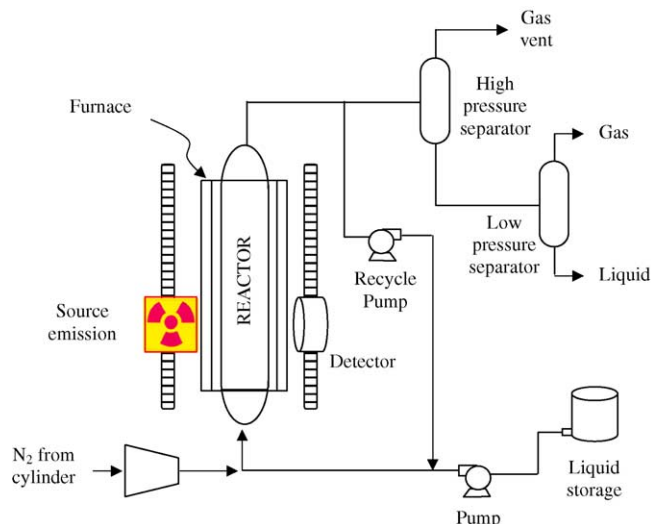 Gas
vent
High
pressure
separator
Furnace
Gas
REACTOR
Low
pressure
separator
Liquid
Recycle
Pump
Source
emission
Detector
N₂ from
cylinder
Liquid
storage
Pump